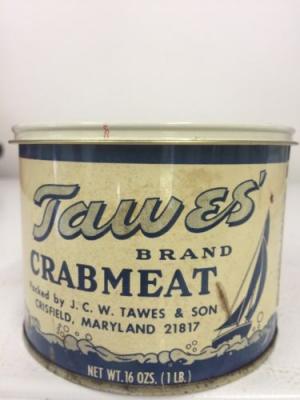 Tawes'
BRAND
CRABMEAT
Packed by J. C. W. TAWES & SON
CRISFIELD, MARYLAND 21817
NET WT. 16 OZS. (1 LB.)